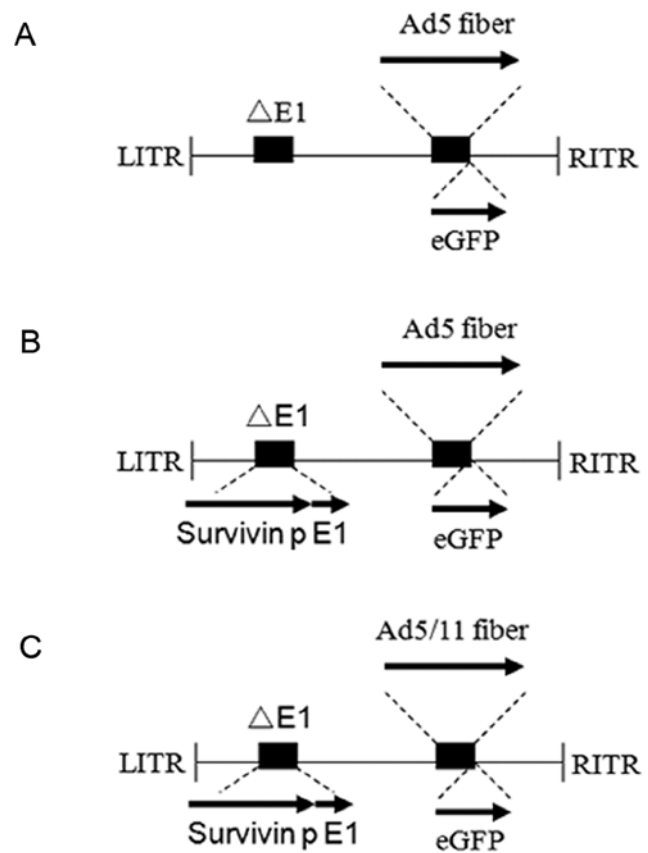 A
Ad5 fiber
△E1
LITR
RITR
eGFP
B
Ad5 fiber
△E1
LITR
RITR
Survivin p E1
eGFP
C
Ad5/11 fiber
△E1
LITR
RITR
Survivin p E1
eGFP